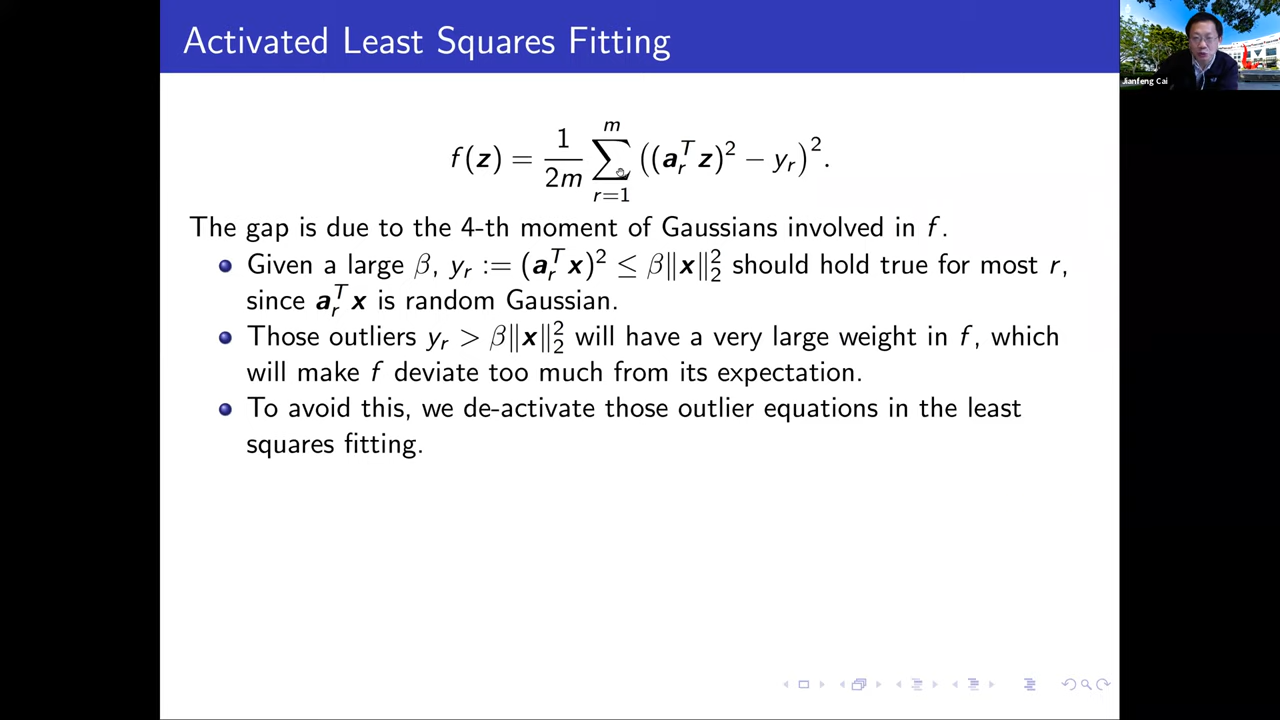 Activated Least Squares Fitting
Jianfeng Cai
f(z) = \frac{1}{2m} \sum_{r=1}^{m} ((a_r^T z)^2 − y_r)^2.
The gap is due to the 4-th moment of Gaussians involved in f.
Given a large β, y_r := (a_r^T x)^2 ≤ β‖x‖_2^2 should hold true for most r,
since a_r^T x is random Gaussian.
Those outliers y_r > β‖x‖_2^2 will have a very large weight in f, which
will make f deviate too much from its expectation.
To avoid this, we de-activate those outlier equations in the least
squares fitting.